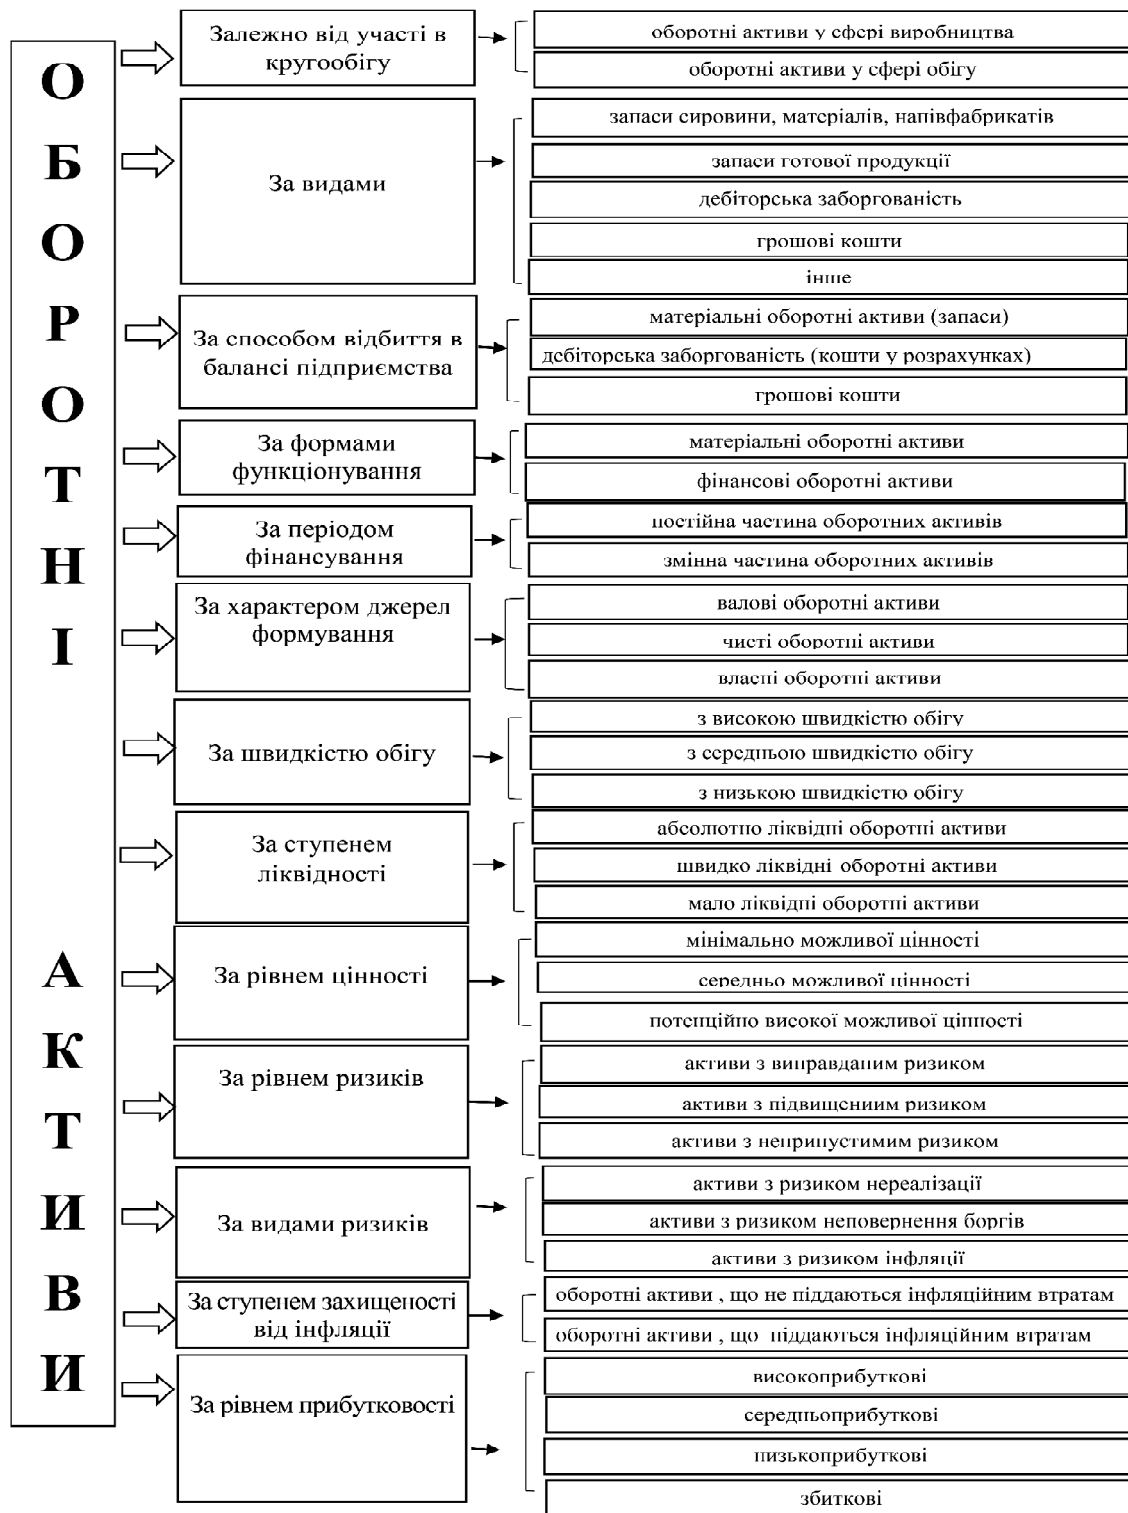 ОБОРОТНІ АКТИВИ
Залежно від участі в
кругообігу
оборотні активи у сфері виробництва
оборотні активи у сфері обігу
За видами
запаси сировини, матеріалів, напівфабрикатів
запаси готової продукції
дебіторська заборгованість
грошові кошти
інше
За способом відбиття в
балансі підприємства
матеріальні оборотні активи (запаси)
дебіторська заборгованість (кошти у розрахунках)
грошові кошти
За формами
функціонування
матеріальні оборотні активи
фінансові оборотні активи
За періодом
фінансування
постійна частина оборотних активів
змінна частина оборотних активів
За характером джерел
формування
валові оборотні активи
чисті оборотні активи
власні оборотні активи
За швидкістю обігу
з високою швидкістю обігу
з середньою швидкістю обігу
з низькою швидкістю обігу
За ступенем
ліквідності
абсолютно ліквідні оборотні активи
швидко ліквідні оборотні активи
мало ліквідні оборотні активи
За рівнем цінності
мінімально можливої цінності
середньо можливої цінності
потенційно високої можливої цінності
За рівнем ризиків
активи з виправданим ризиком
активи з підвищеним ризиком
активи з неприпустимим ризиком
За видами ризиків
активи з ризиком нереалізації
активи з ризиком неповернення боргів
активи з ризиком інфляції
За ступенем захищеності
від інфляції
оборотні активи , що не піддаються інфляційним втратам
оборотні активи , що піддаються інфляційним втратам
За рівнем прибутковості
високоприбуткові
середньоприбуткові
низькоприбуткові
збиткові